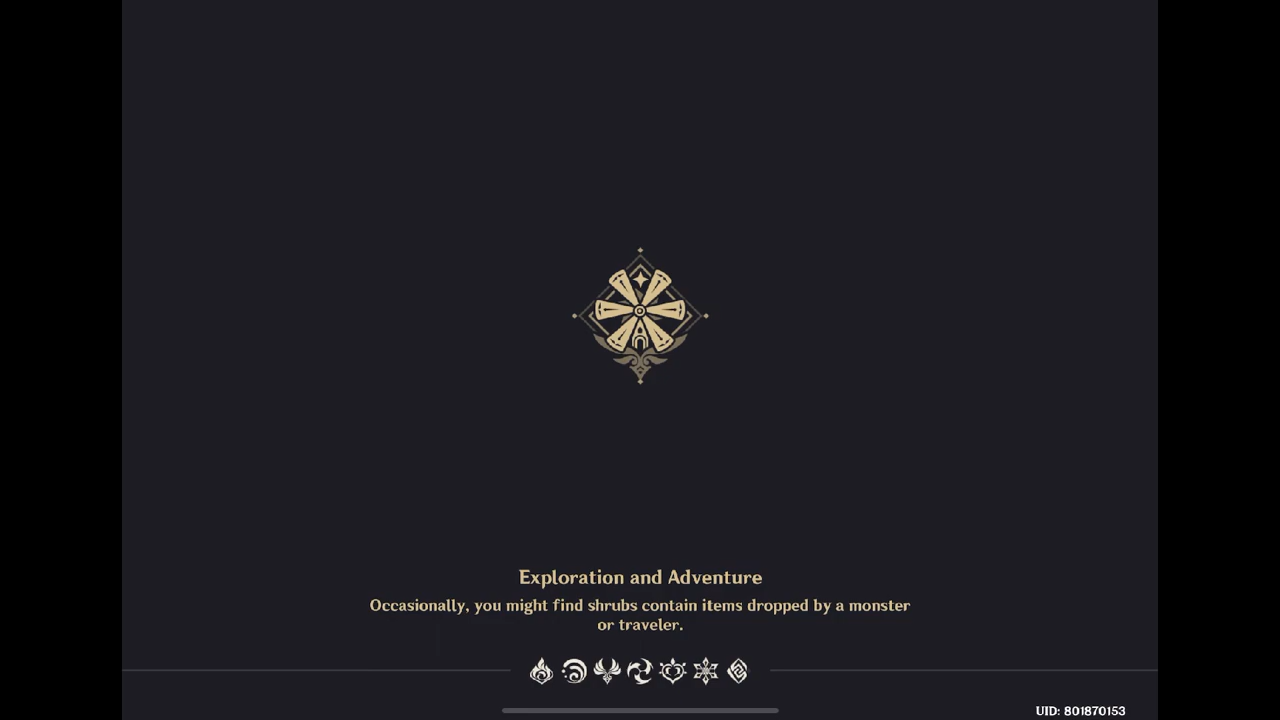 Exploration and Adventure
Occasionally, you might find shrubs contain items dropped by a monster
or traveler.
UID: 801870153